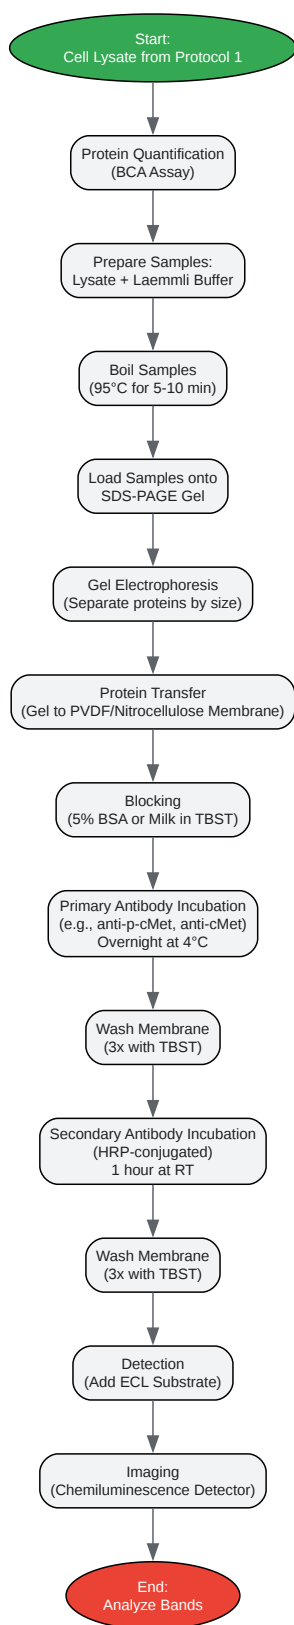 Start:
Cell Lysate from Protocol 1
Protein Quantification
(BCA Assay)
Prepare Samples:
Lysate + Laemmli Buffer
Boil Samples
(95°C for 5-10 min)
Load Samples onto
SDS-PAGE Gel
Gel Electrophoresis
(Separate proteins by size)
Protein Transfer
(Gel to PVDF/Nitrocellulose Membrane)
Blocking
(5% BSA or Milk in TBST)
Primary Antibody Incubation
(e.g., anti-p-cMet, anti-cMet)
Overnight at 4°C
Wash Membrane
(3x with TBST)
Secondary Antibody Incubation
(HRP-conjugated)
1 hour at RT
Wash Membrane
(3x with TBST)
Detection
(Add ECL Substrate)
Imaging
(Chemiluminescence Detector)
End:
Analyze Bands